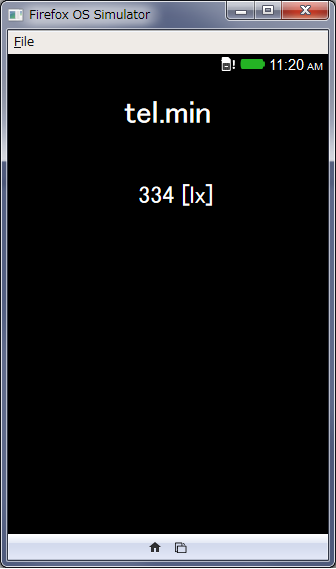 Firefox OS Simulator
File
11:20 AM
tel.min
334 [lx]